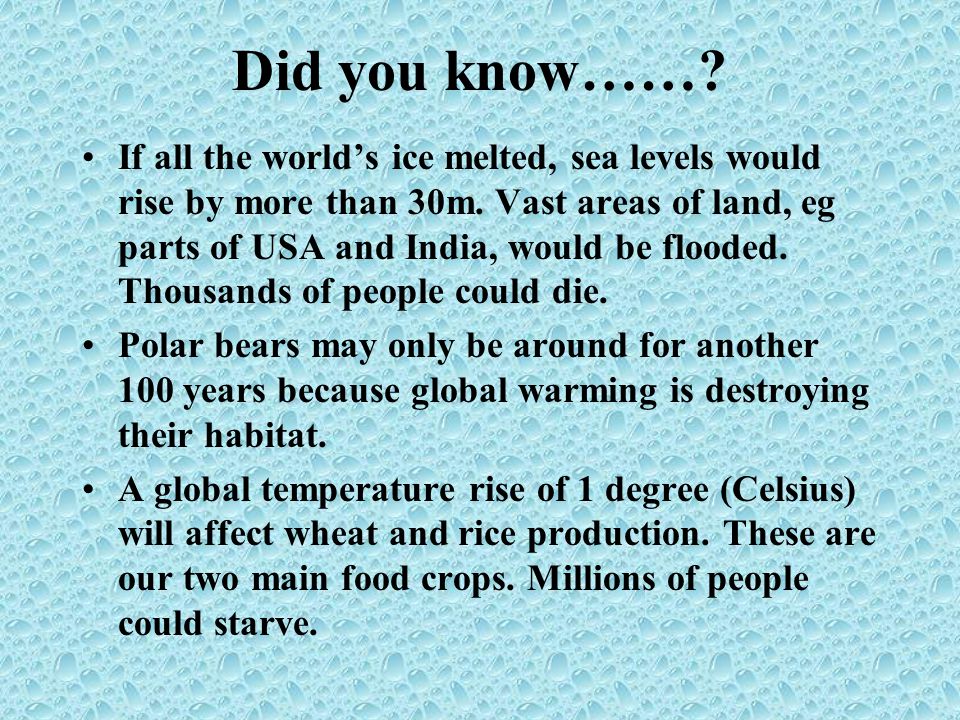 Did you know……?
• If all the world’s ice melted, sea levels would
rise by more than 30m. Vast areas of land, eg
parts of USA and India, would be flooded.
Thousands of people could die.
• Polar bears may only be around for another
100 years because global warming is destroying
their habitat.
• A global temperature rise of 1 degree (Celsius)
will affect wheat and rice production. These are
our two main food crops. Millions of people
could starve.